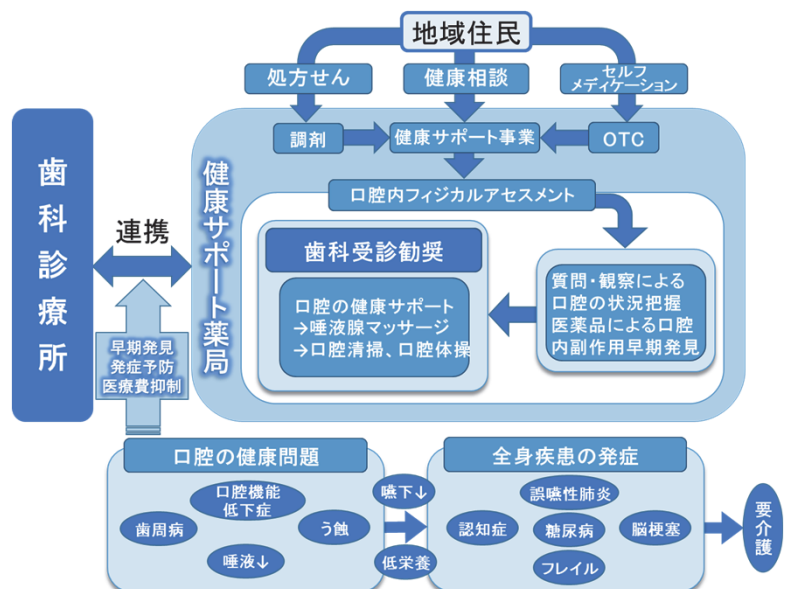 地域住民
処方せん
健康相談
セルフ
メディケーション
調剤
健康サポート事業
OTC
歯科診療所
連携
健康サポート薬局
口腔内フィジカルアセスメント
歯科受診勧奨
口腔の健康サポート
→唾液腺マッサージ
→口腔清掃、口腔体操
質問・観察による
口腔の状況把握
医薬品による口腔
内副作用早期発見
早期発見
発症予防
医療費抑制
口腔の健康問題
口腔機能
低下症
歯周病
う蝕
唾液↓
嚥下↓
低栄養
全身疾患の発症
誤嚥性肺炎
認知症
糖尿病
脳梗塞
フレイル
要介護